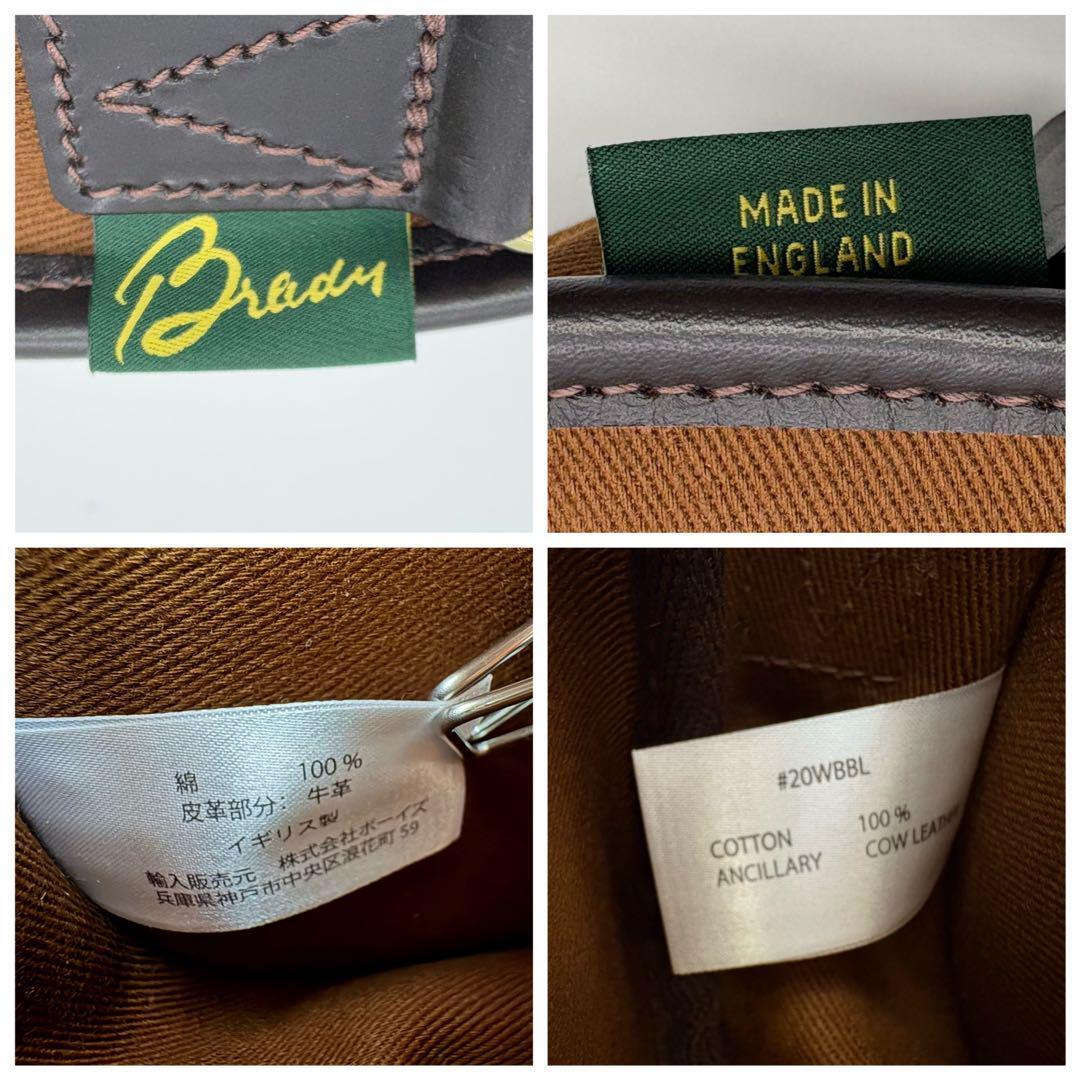 Brady
MADE IN
ENGLAND
綿 100 %
皮革部分: 牛革
イギリス製
輸入販売元 株式会社ボーイズ
兵庫県神戸市中央区浪花町 59
#20WBBL
COTTON 100 %
ANCILLARY COW LEATHER